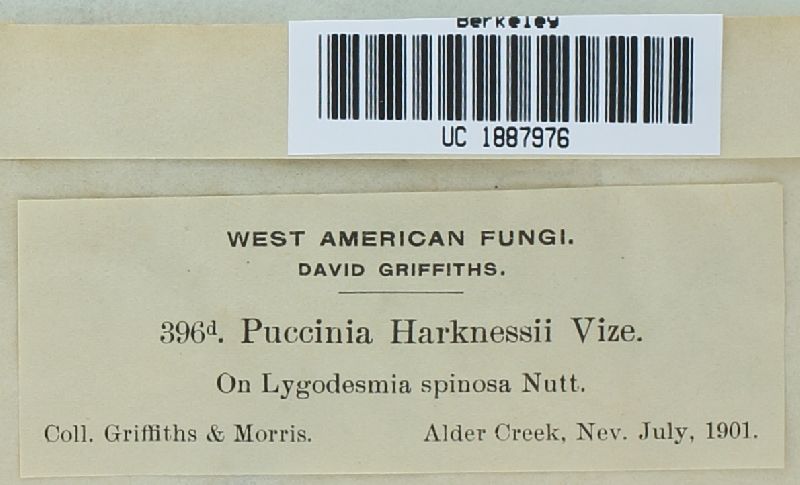 Berkeley
UC 1887976
WEST AMERICAN FUNGI.
DAVID GRIFFITHS.
396d. Puccinia Harknessii Vize.
On Lygodesmia spinosa Nutt.
Coll. Griffiths & Morris. Alder Creek, Nev. July, 1901.